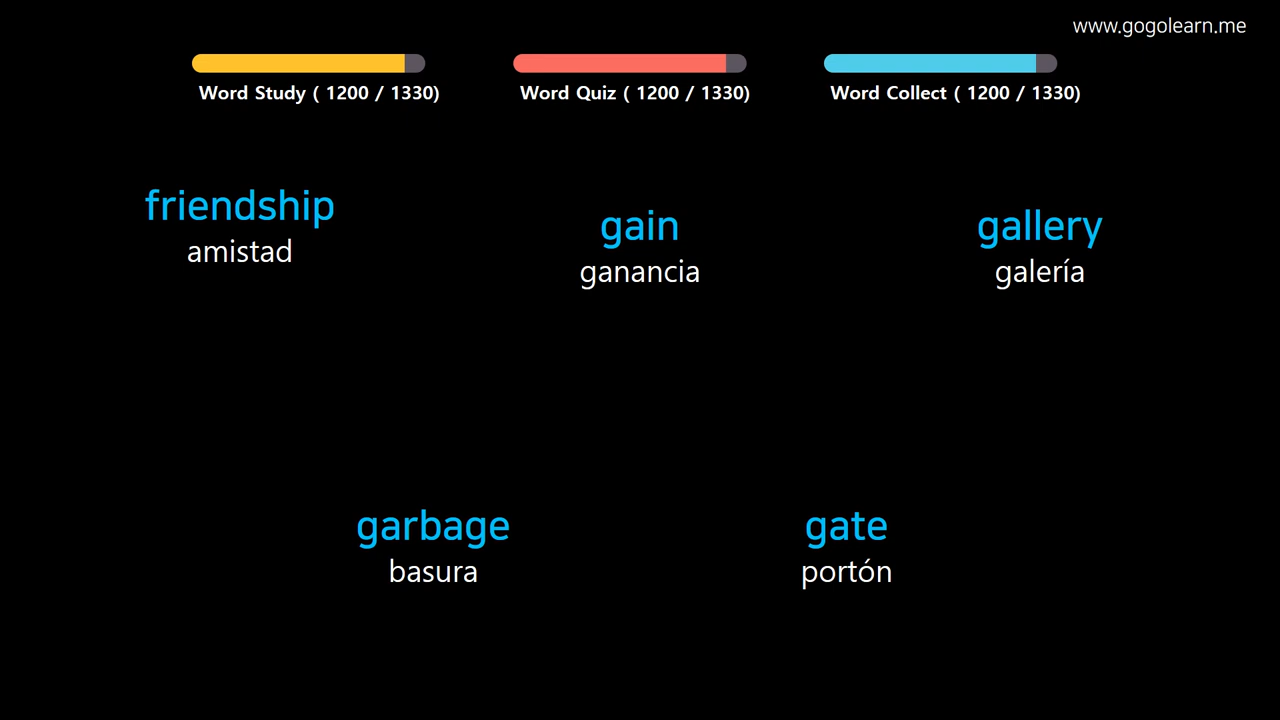 www.gogolearn.me
Word Study ( 1200 / 1330)
Word Quiz ( 1200 / 1330)
Word Collect ( 1200 / 1330)
friendship
amistad
gain
ganancia
gallery
galería
garbage
basura
gate
portón